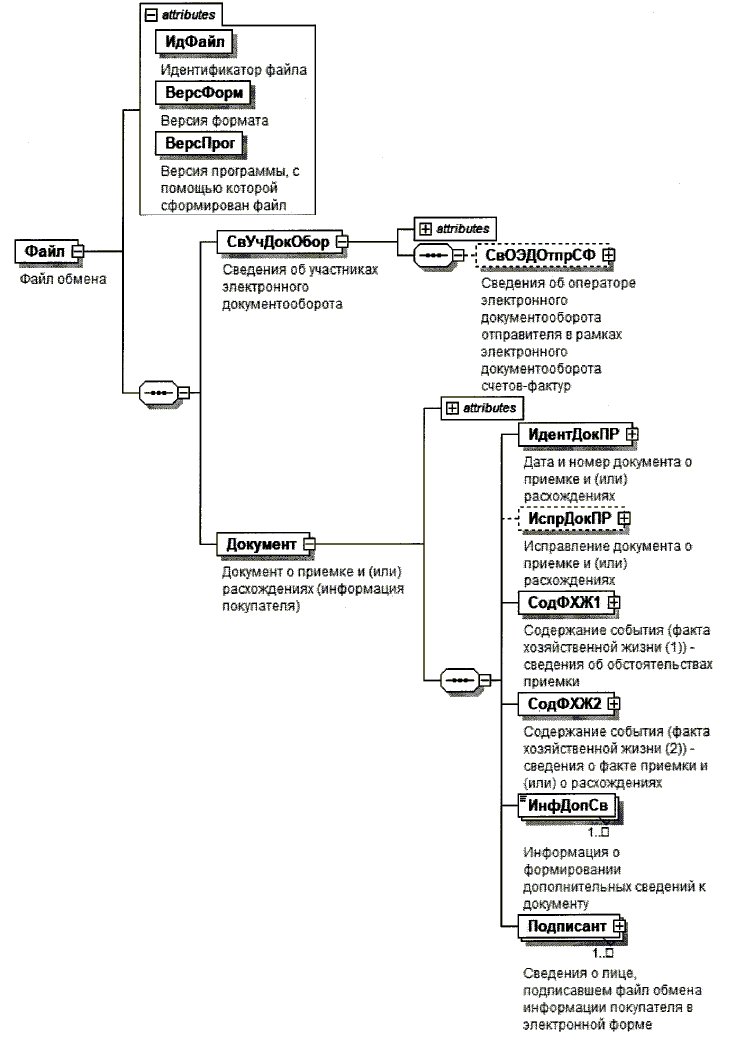 attributes
ИдФайл
Идентификатор файла
ВерсФорм
Версия формата
ВерсПрог
Версия программы, с
помощью которой
сформирован файл
Файл
Файл обмена
СвУчДокОбор
Сведения об участниках
электронного
документооборота
attributes
СвОЭДОтпрСФ
Сведения об операторе
электронного
документооборота
отправителя в рамках
электронного
документооборота
счетов-фактур
Документ
Документ о приемке и (или)
расхождениях (информация
покупателя)
attributes
ИдентДокПР
Дата и номер документа о
приемке и (или)
расхождениях
ИспрДокПР
Исправление документа о
приемке и (или)
расхождениях
СодФХЖ1
Содержание события (факта
хозяйственной жизни (1)) -
сведения об обстоятельствах
приемки
СодФХЖ2
Содержание события (факта
хозяйственной жизни (2)) -
сведения о факте приемки и
(или) о расхождениях
ИнфДопСв
1..□
Информация о
формировании
дополнительных сведений к
документу
Подписант
1..□
Сведения о лице,
подписавшем файл обмена
информации покупателя в
электронной форме